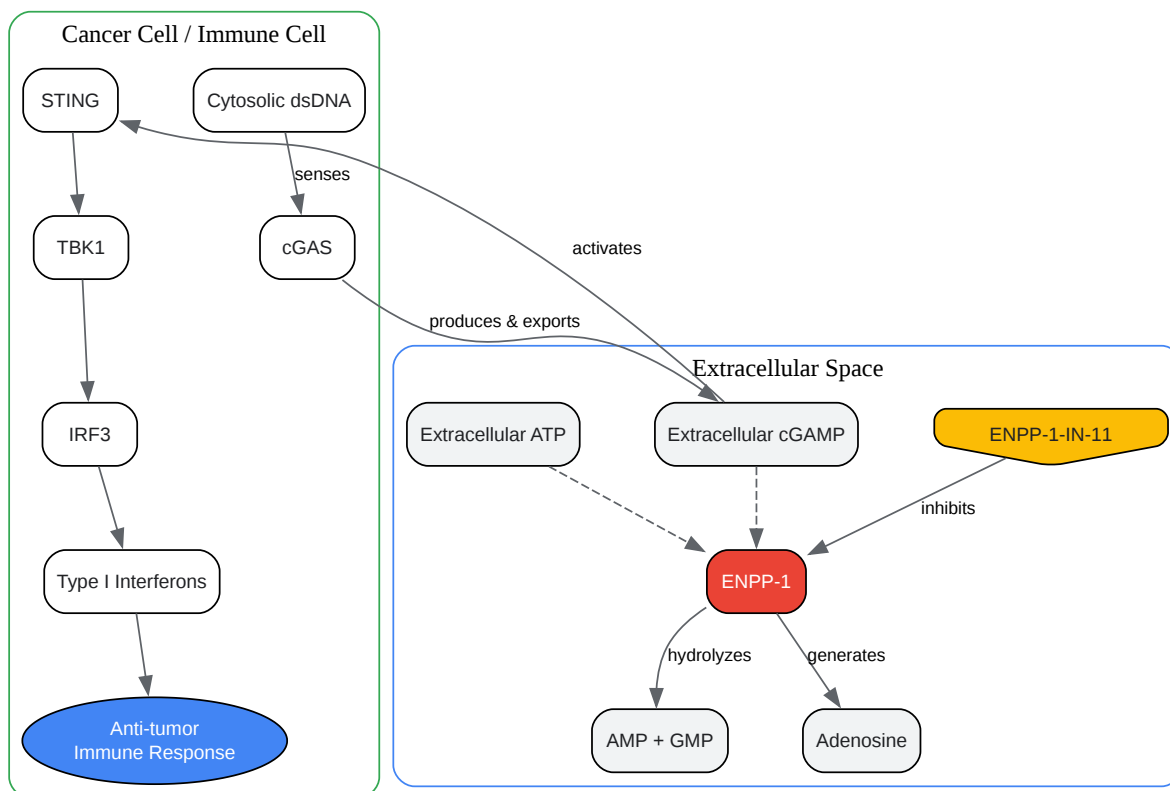 Cancer Cell / Immune Cell
STING
Cytosolic dsDNA
senses
TBK1
cGAS
activates
produces & exports
Extracellular Space
IRF3
Extracellular ATP
Extracellular cGAMP
ENPP-1-IN-11
inhibits
Type I Interferons
ENPP-1
hydrolyzes
generates
Anti-tumor
Immune Response
AMP + GMP
Adenosine